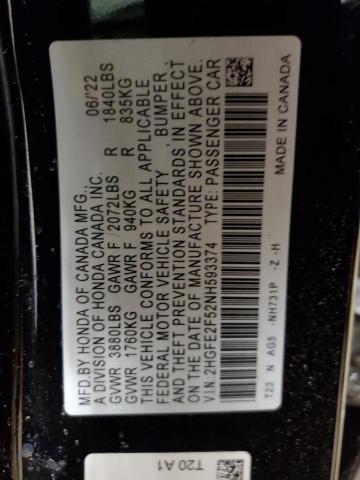 MFD.BY HONDA OF CANADA MFG.,
A DIVISION OF HONDA CANADA INC. 06/'22
GVWR 3880LBS GAWR F 2072LBS R 1840LBS
GVWR 1760KG GAWR F 940KG R 835KG
THIS VEHICLE CONFORMS TO ALL APPLICABLE
FEDERAL MOTOR VEHICLE SAFETY, BUMPER,
AND THEFT PREVENTION STANDARDS IN EFFECT
ON THE DATE OF MANUFACTURE SHOWN ABOVE.
V.I.N. 2HGFE2F52NH593374 TYPE: PASSENGER CAR
T23 N AG5 -NH731P -Z -H
MADE IN CANADA
T20 A1